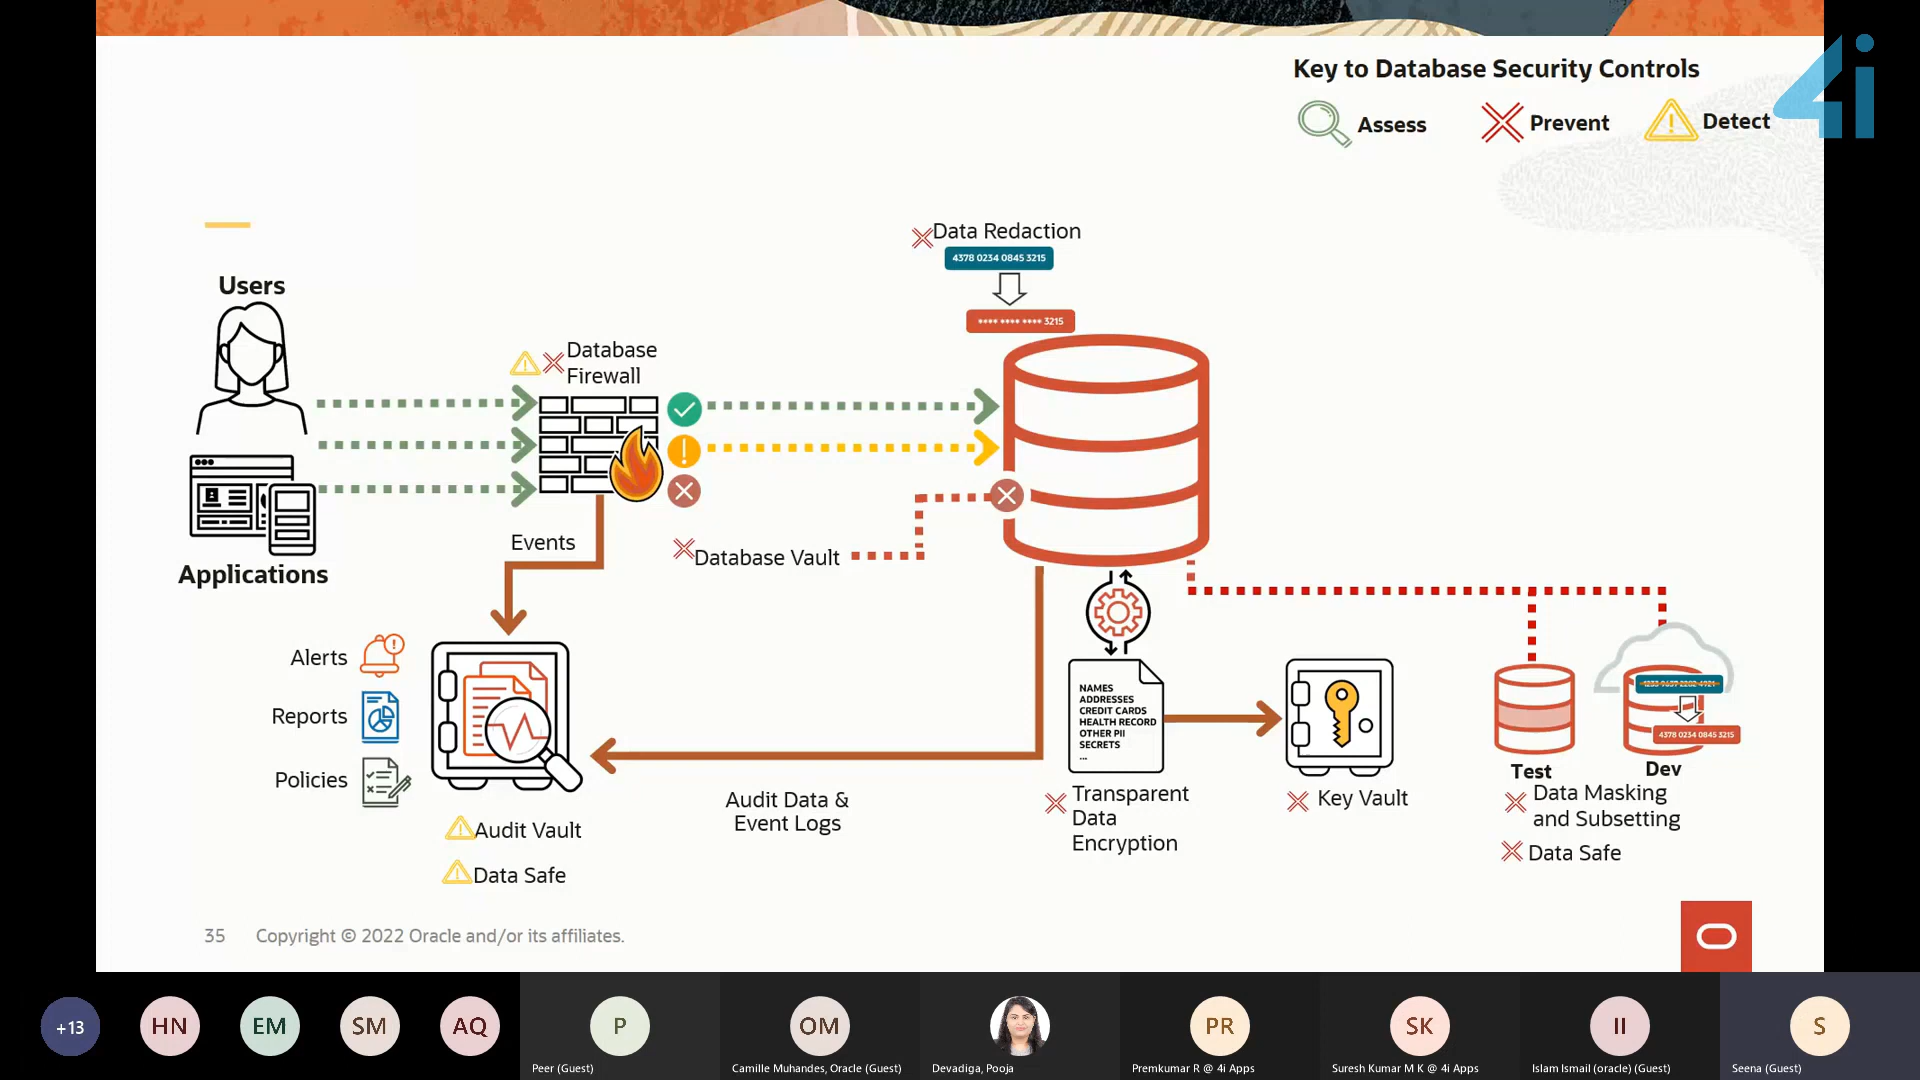 Key to Database Security Controls
Assess
Prevent
Detect
4i
Data Redaction
4378 0234 0845 3215
**** **** **** 3215
Users
Database
Firewall
Events
Database Vault
Applications
Alerts
Reports
Policies
NAMES
ADDRESSES
CREDIT CARDS
HEALTH RECORD
OTHER PII
SECRETS
...
4378 0234 0845 3215
Test
Dev
Audit Data &
Event Logs
Transparent
Data
Encryption
Key Vault
Data Masking
and Subsetting
Data Safe
Audit Vault
Data Safe
35 Copyright © 2022 Oracle and/or its affiliates.
+13
HN
EM
SM
AQ
P
OM
PR
SK
II
S
Peer (Guest)
Camille Muhandes, Oracle (Guest)
Devadiga, Pooja
Premkumar R @ 4i Apps
Suresh Kumar M K @ 4i Apps
Islam Ismail (oracle) (Guest)
Seena (Guest)